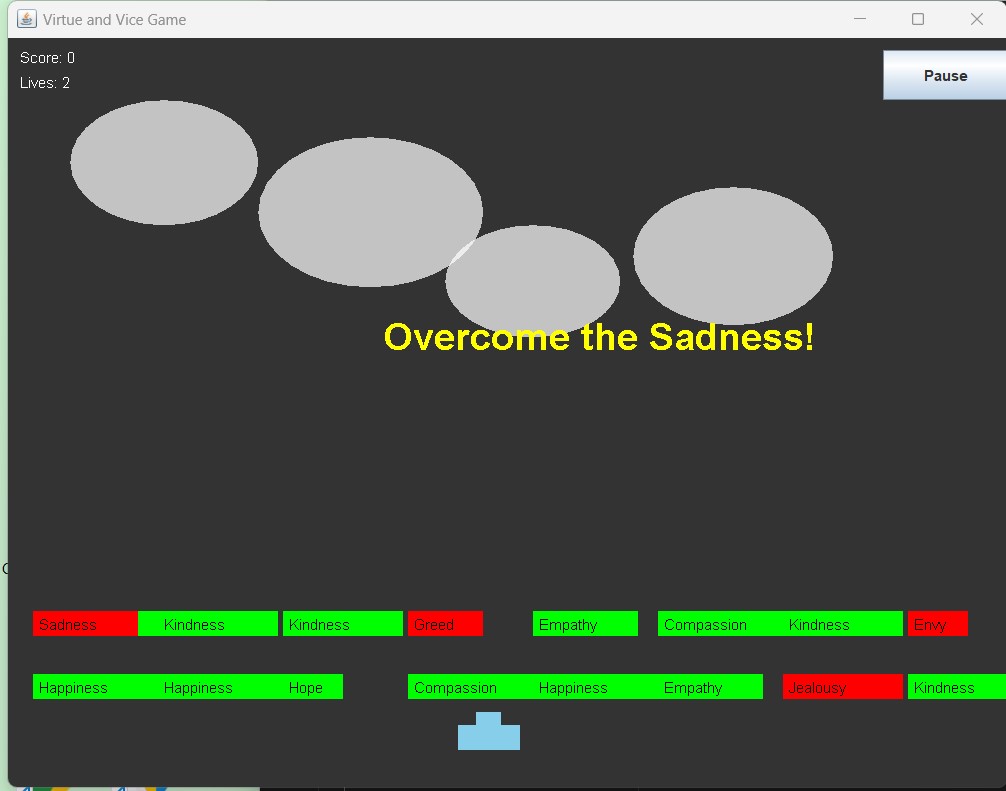 Virtue and Vice Game
Score: 0
Lives: 2
Pause
Overcome the Sadness!
Sadness Kindness Kindness Greed Empathy Compassion Kindness Envy
Happiness Happiness Hope Compassion Happiness Empathy Jealousy Kindness